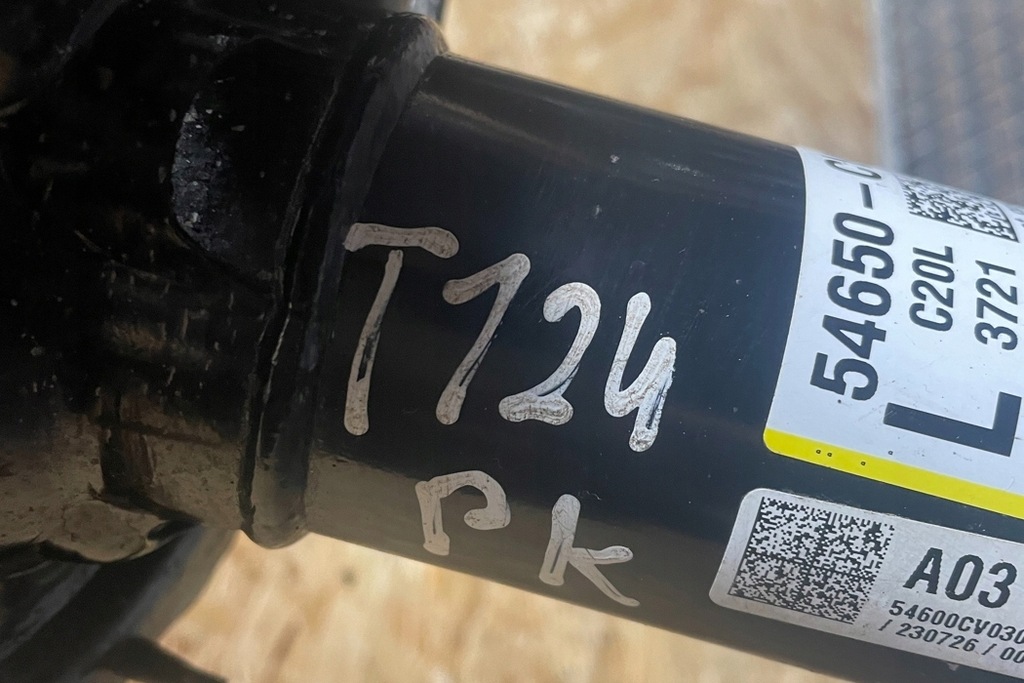 T124
PK
54650-C
C20L
3721
L
A03
54600CV030
/ 230726 / 00